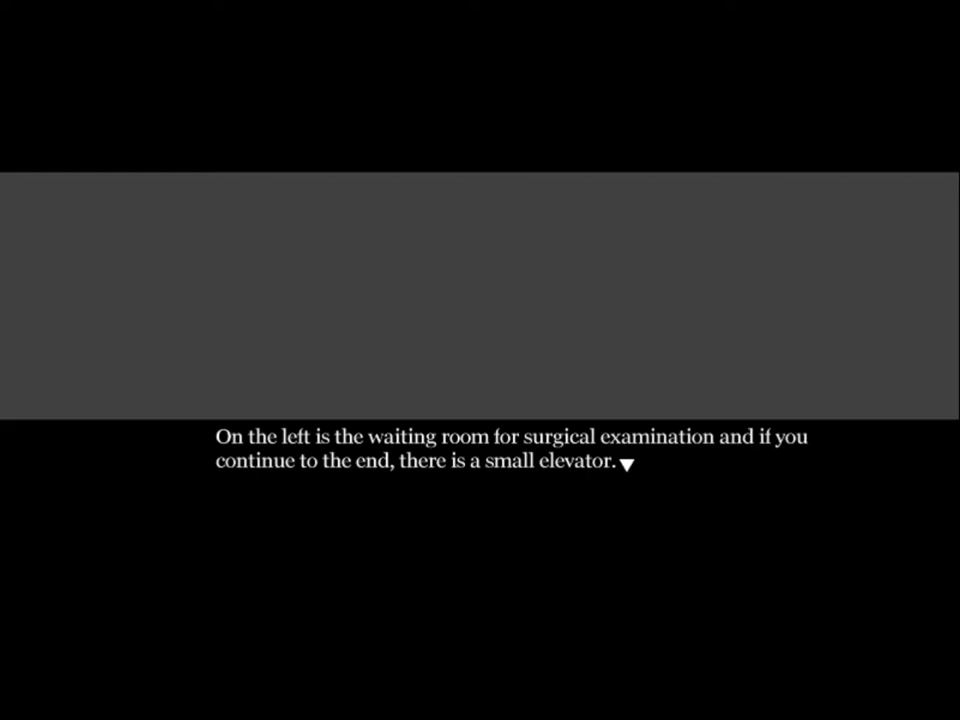 On the left is the waiting room for surgical examination and if you
continue to the end, there is a small elevator.